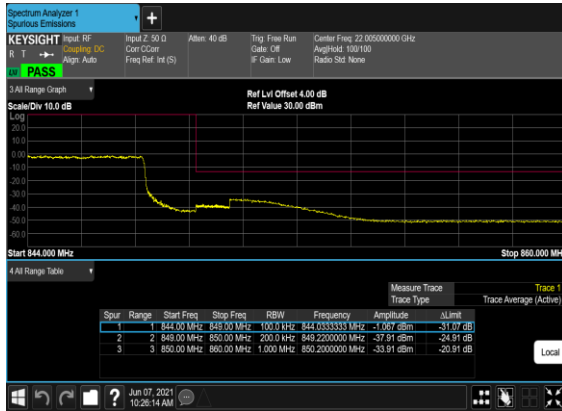 Spectrum Analyzer 1
Spurious Emissions
KEYSIGHT Input: RF Input Z: 50 Ω Atten: 40 dB Trig: Free Run Center Freq: 22.005000000 GHz
R T Coupling: DC Corr CCorr Gate: Off Avg|Hold: 100/100
Align: Auto Freq Ref: Int (S) IF Gain: Low Radio Std: None
LV PASS
3 All Range Graph
Ref Lvl Offset 4.00 dB
Scale/Div 10.0 dB Ref Value 30.00 dBm
Log
20.0
10.0
0.00
-10.0
-20.0
-30.0
-40.0
-50.0
-60.0
Start 844.000 MHz Stop 860.000 MHz
4 All Range Table
Measure Trace Trace 1
Trace Type Trace Average (Active)
Spur Range Start Freq Stop Freq RBW Frequency Amplitude ΔLimit
1 1 844.00 MHz 849.00 MHz 100.0 kHz 844.0333333 MHz -1.067 dBm -31.07 dB
2 2 849.00 MHz 850.00 MHz 200.0 kHz 849.2200000 MHz -37.91 dBm -24.91 dB
3 3 850.00 MHz 860.00 MHz 1.000 MHz 850.2000000 MHz -33.91 dBm -20.91 dB
Local
? Jun 07, 2021
10:26:14 AM